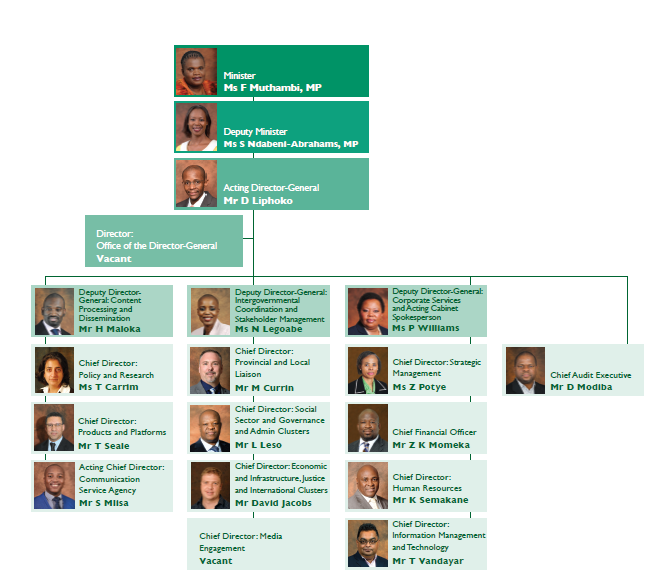 Minister
Ms F Muthambi, MP
Deputy Minister
Ms S Ndabeni-Abrahams, MP
Acting Director-General
Mr D Liphoko
Director:
Office of the Director-General
Vacant
Deputy Director-
General: Content
Processing and
Dissemination
Mr H Maloka
Chief Director:
Policy and Research
Ms T Carrim
Chief Director:
Products and Platforms
Mr T Seale
Acting Chief Director:
Communication
Service Agency
Mr S Mlisa
Deputy Director-General:
Intergovernmental
Coordination and
Stakeholder Management
Ms N Legoabe
Chief Director:
Provincial and Local
Liaison
Mr M Currin
Chief Director: Social
Sector and Governance
and Admin Clusters
Mr L Leso
Chief Director: Economic
and Infrastructure, Justice
and International Clusters
Mr David Jacobs
Chief Director: Media
Engagement
Vacant
Deputy Director-General:
Corporate Services
and Acting Cabinet
Spokesperson
Ms P Williams
Chief Director: Strategic
Management
Ms Z Potye
Chief Financial Officer
Mr Z K Momeka
Chief Director:
Human Resources
Mr K Semakane
Chief Director:
Information Management
and Technology
Mr T Vandayar
Chief Audit Executive
Mr D Modiba